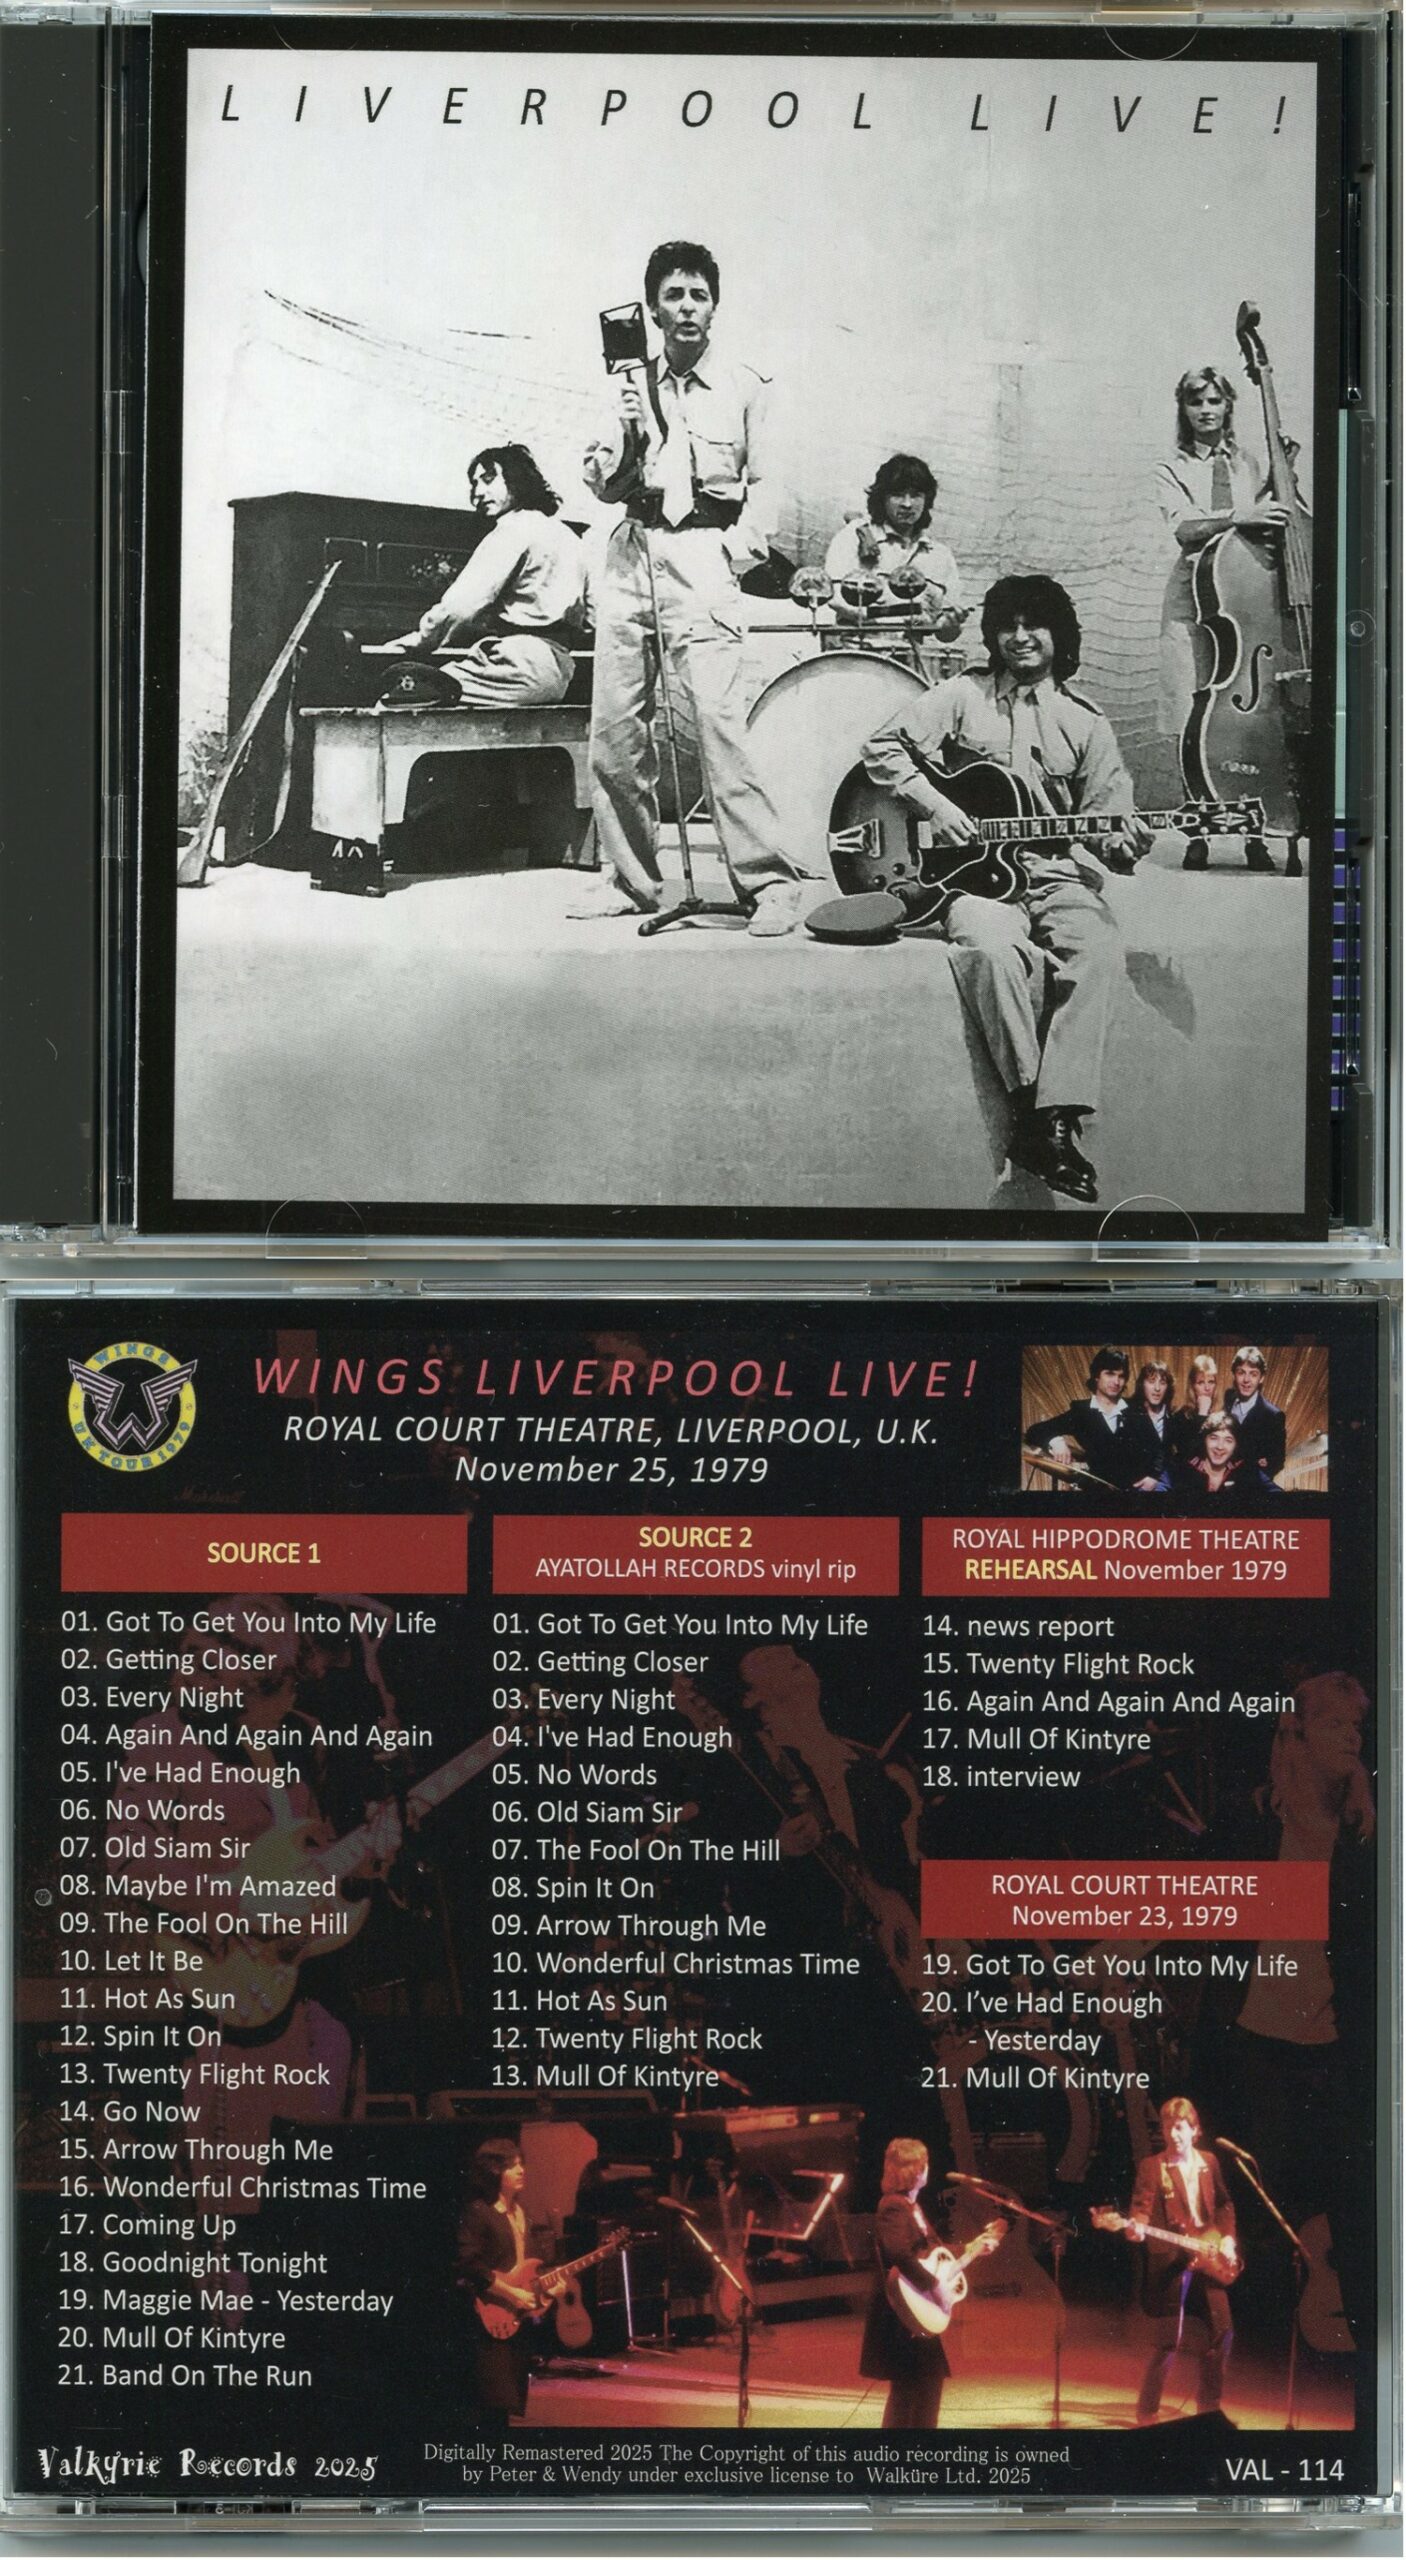 LIVERPOOL LIVE!
WINGS
UK TOUR 1979
WINGS LIVERPOOL LIVE!
ROYAL COURT THEATRE, LIVERPOOL, U.K.
November 25, 1979
Marshall
SOURCE 1
01. Got To Get You Into My Life
02. Getting Closer
03. Every Night
04. Again And Again And Again
05. I've Had Enough
06. No Words
07. Old Siam Sir
08. Maybe I'm Amazed
09. The Fool On The Hill
10. Let It Be
11. Hot As Sun
12. Spin It On
13. Twenty Flight Rock
14. Go Now
15. Arrow Through Me
16. Wonderful Christmas Time
17. Coming Up
18. Goodnight Tonight
19. Maggie Mae - Yesterday
20. Mull Of Kintyre
21. Band On The Run
SOURCE 2
AYATOLLAH RECORDS vinyl rip
01. Got To Get You Into My Life
02. Getting Closer
03. Every Night
04. I've Had Enough
05. No Words
06. Old Siam Sir
07. The Fool On The Hill
08. Spin It On
09. Arrow Through Me
10. Wonderful Christmas Time
11. Hot As Sun
12. Twenty Flight Rock
13. Mull Of Kintyre
ROYAL HIPPODROME THEATRE
REHEARSAL November 1979
14. news report
15. Twenty Flight Rock
16. Again And Again And Again
17. Mull Of Kintyre
18. interview
ROYAL COURT THEATRE
November 23, 1979
19. Got To Get You Into My Life
20. I’ve Had Enough
- Yesterday
21. Mull Of Kintyre
Valkyrie Records 2025
Digitally Remastered 2025 The Copyright of this audio recording is owned
by Peter & Wendy under exclusive license to Walküre Ltd. 2025
VAL - 114